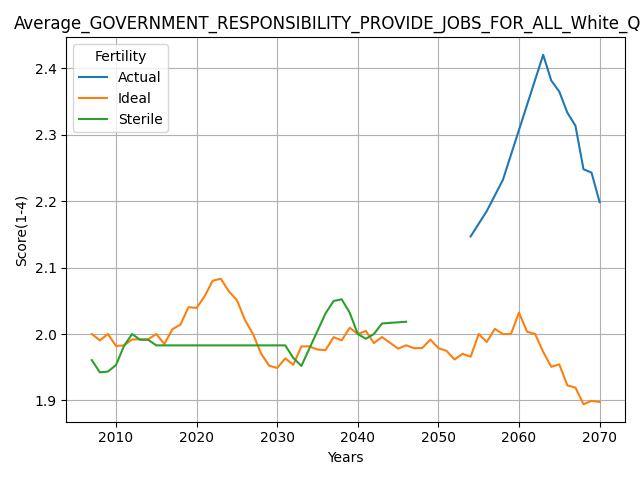 Average_GOVERNMENT_RESPONSIBILITY_PROVIDE_JOBS_FOR_ALL_White_Q
Fertility
Actual
Ideal
Sterile
Score(1-4)
2.4
2.3
2.2
2.1
2.0
1.9
2010 2020 2030 2040 2050 2060 2070
Years